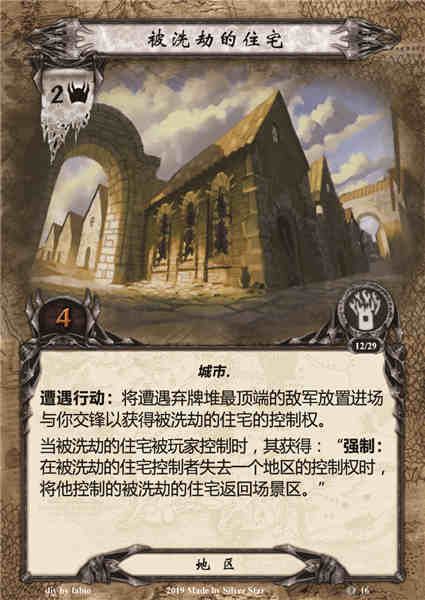 被洗劫的住宅
2
4
12/29
城市.
遭遇行动：将遭遇弃牌堆最顶端的敌军放置进场
与你交锋以获得被洗劫的住宅的控制权。
当被洗劫的住宅被玩家控制时，其获得：“强制：
在被洗劫的住宅控制者失去一个地区的控制权时，
将他控制的被洗劫的住宅返回场景区。”
地区
diy by fabio
2019 Made by Silver Star
16